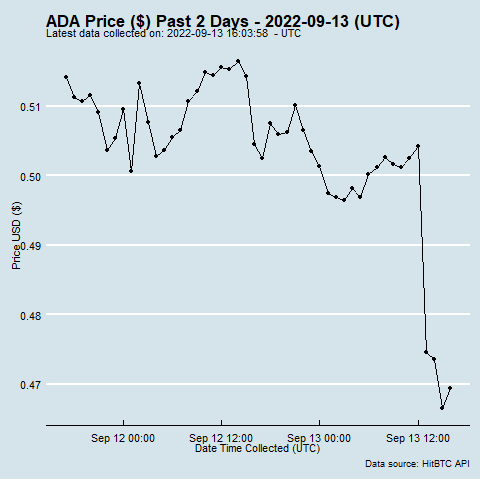 ADA Price ($) Past 2 Days - 2022-09-13 (UTC)
Latest data collected on: 2022-09-13 16:03:58 - UTC
0.51
0.50
0.49
0.48
0.47
Price USD ($)
Sep 12 00:00 Sep 12 12:00 Sep 13 00:00 Sep 13 12:00
Date Time Collected (UTC)
Data source: HitBTC API